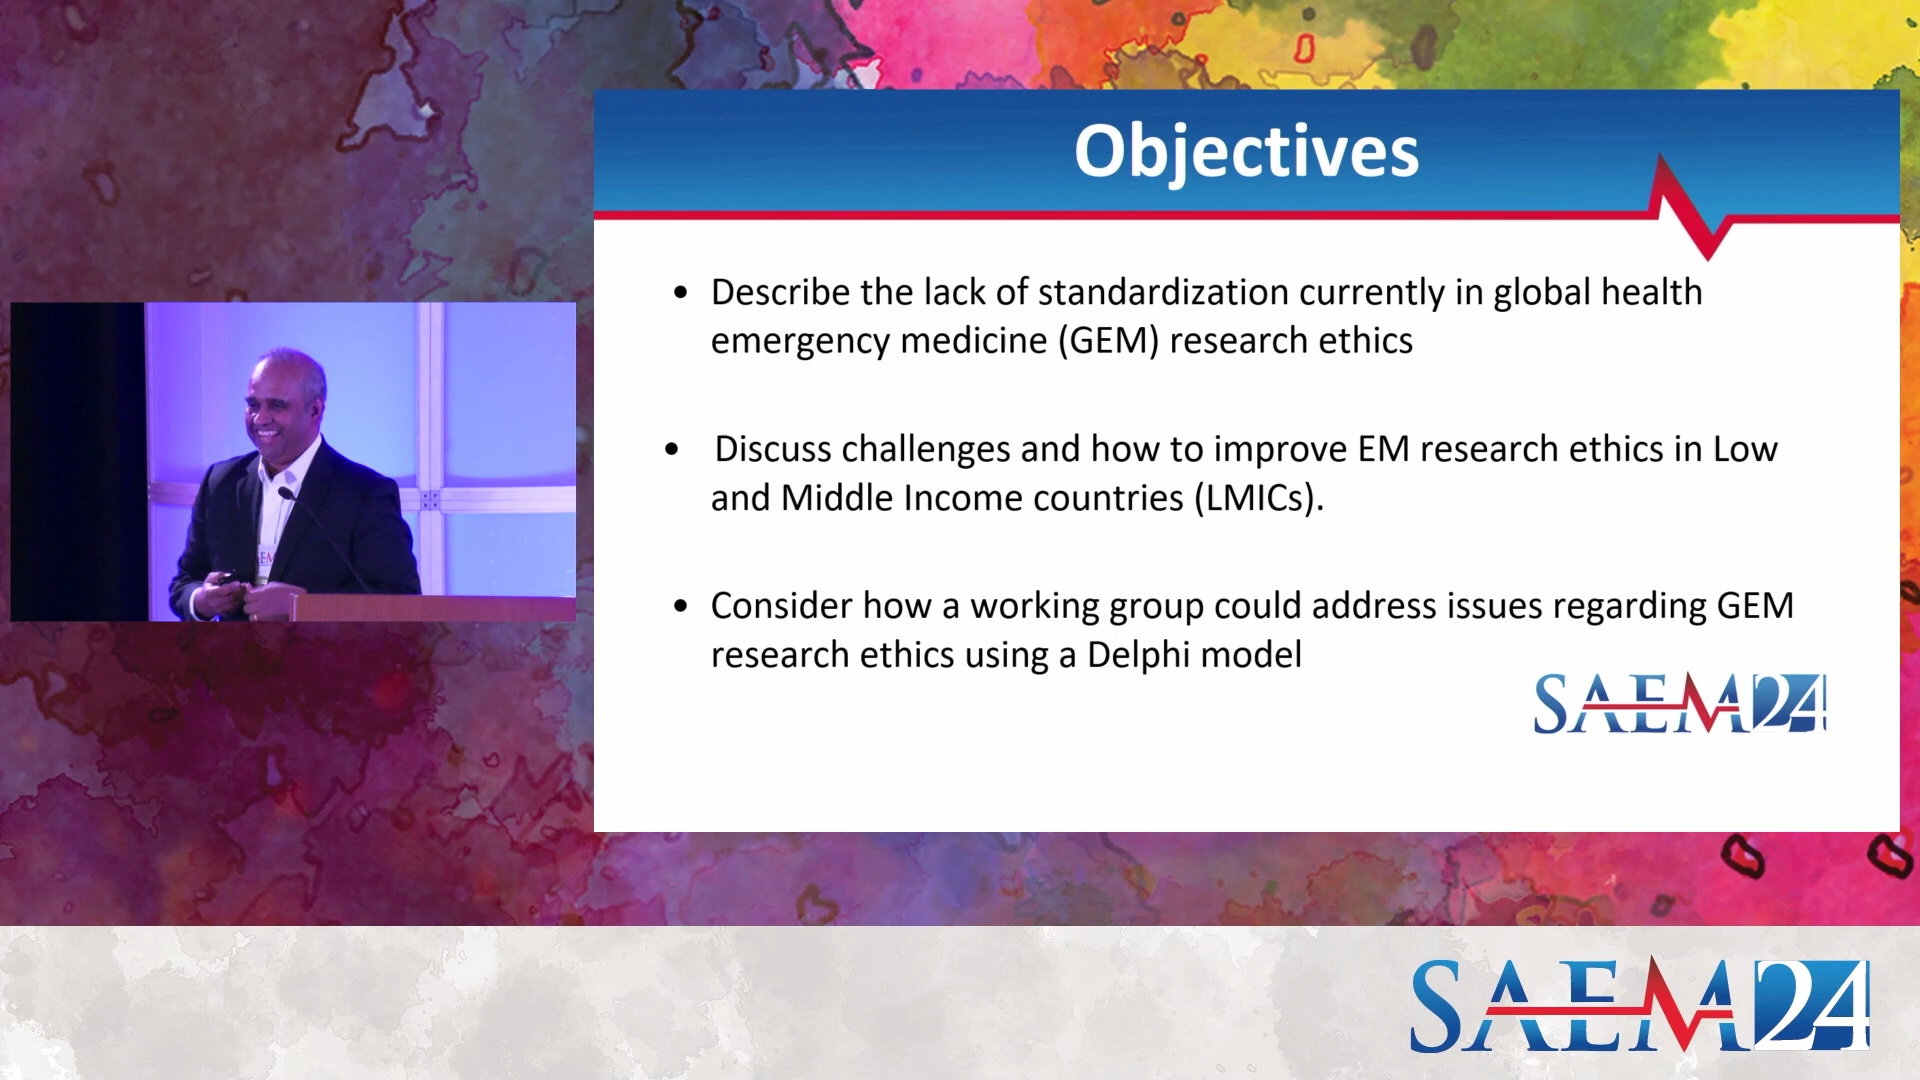 Objectives
• Describe the lack of standardization currently in global health
emergency medicine (GEM) research ethics
• Discuss challenges and how to improve EM research ethics in Low
and Middle Income countries (LMICs).
• Consider how a working group could address issues regarding GEM
research ethics using a Delphi model
SAEM24
SAEM24